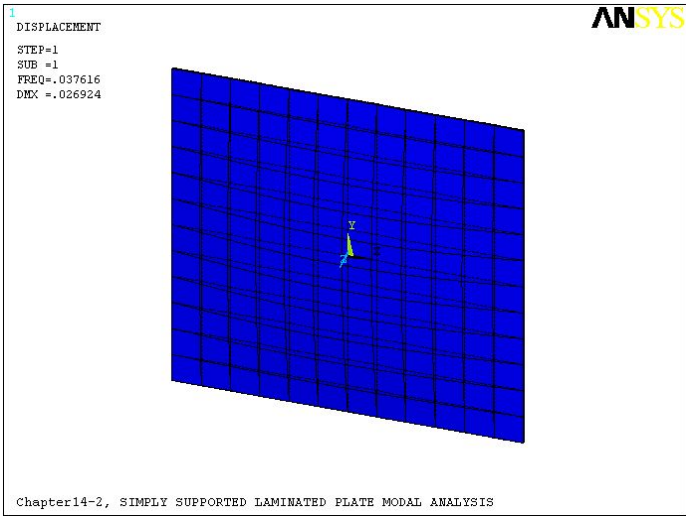 1
DISPLACEMENT
STEP=1
SUB =1
FREQ=.037616
DMX =.026924
ANSYS
Y
Z
Chapter14-2, SIMPLY SUPPORTED LAMINATED PLATE MODAL ANALYSIS